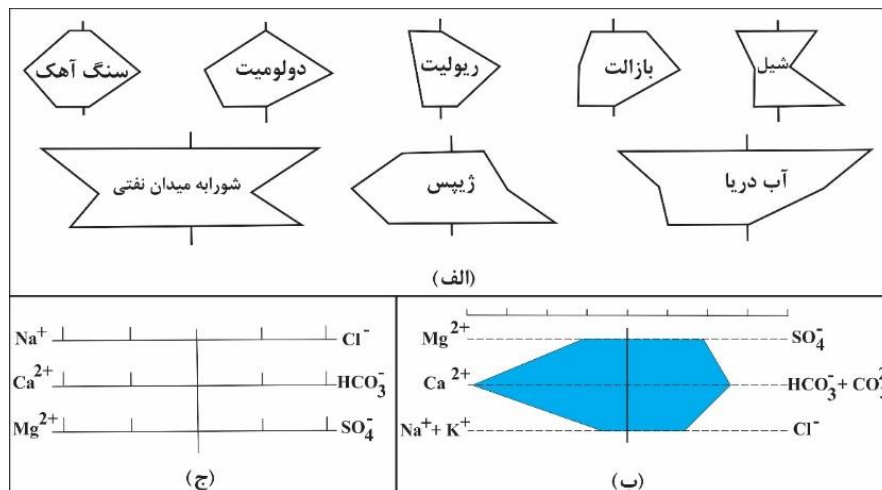 سنگ آهک
دولومیت
ریولیت
بازالت
شیل
شورابه میدان نفتی
ژیپس
آب دریا
(الف)
Na+ Cl-
Ca2+ HCO3-
Mg2+ SO4-
(ج)
Mg2+ SO4-
Ca2+ HCO3- + CO3
Na+ + K+ Cl-
(ب)